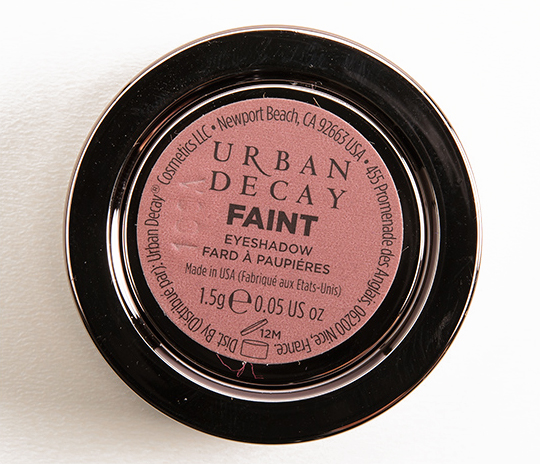 URBAN
DECAY
FAINT
EYESHADOW
FARD À PAUPIÉRES
Made in USA (Fabriqué aux Etats-Unis)
1.5g ℮ 0.05 US oz
12M
Dist. By (Distribué par): Urban Decay® Cosmetics LLC • Newport Beach, CA 92663 USA • 455 Promenade des Anglais, 06200 Nice, France.